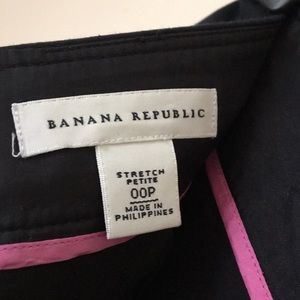 BANANA REPUBLIC
STRETCH
PETITE
00P
MADE IN
PHILIPPINES